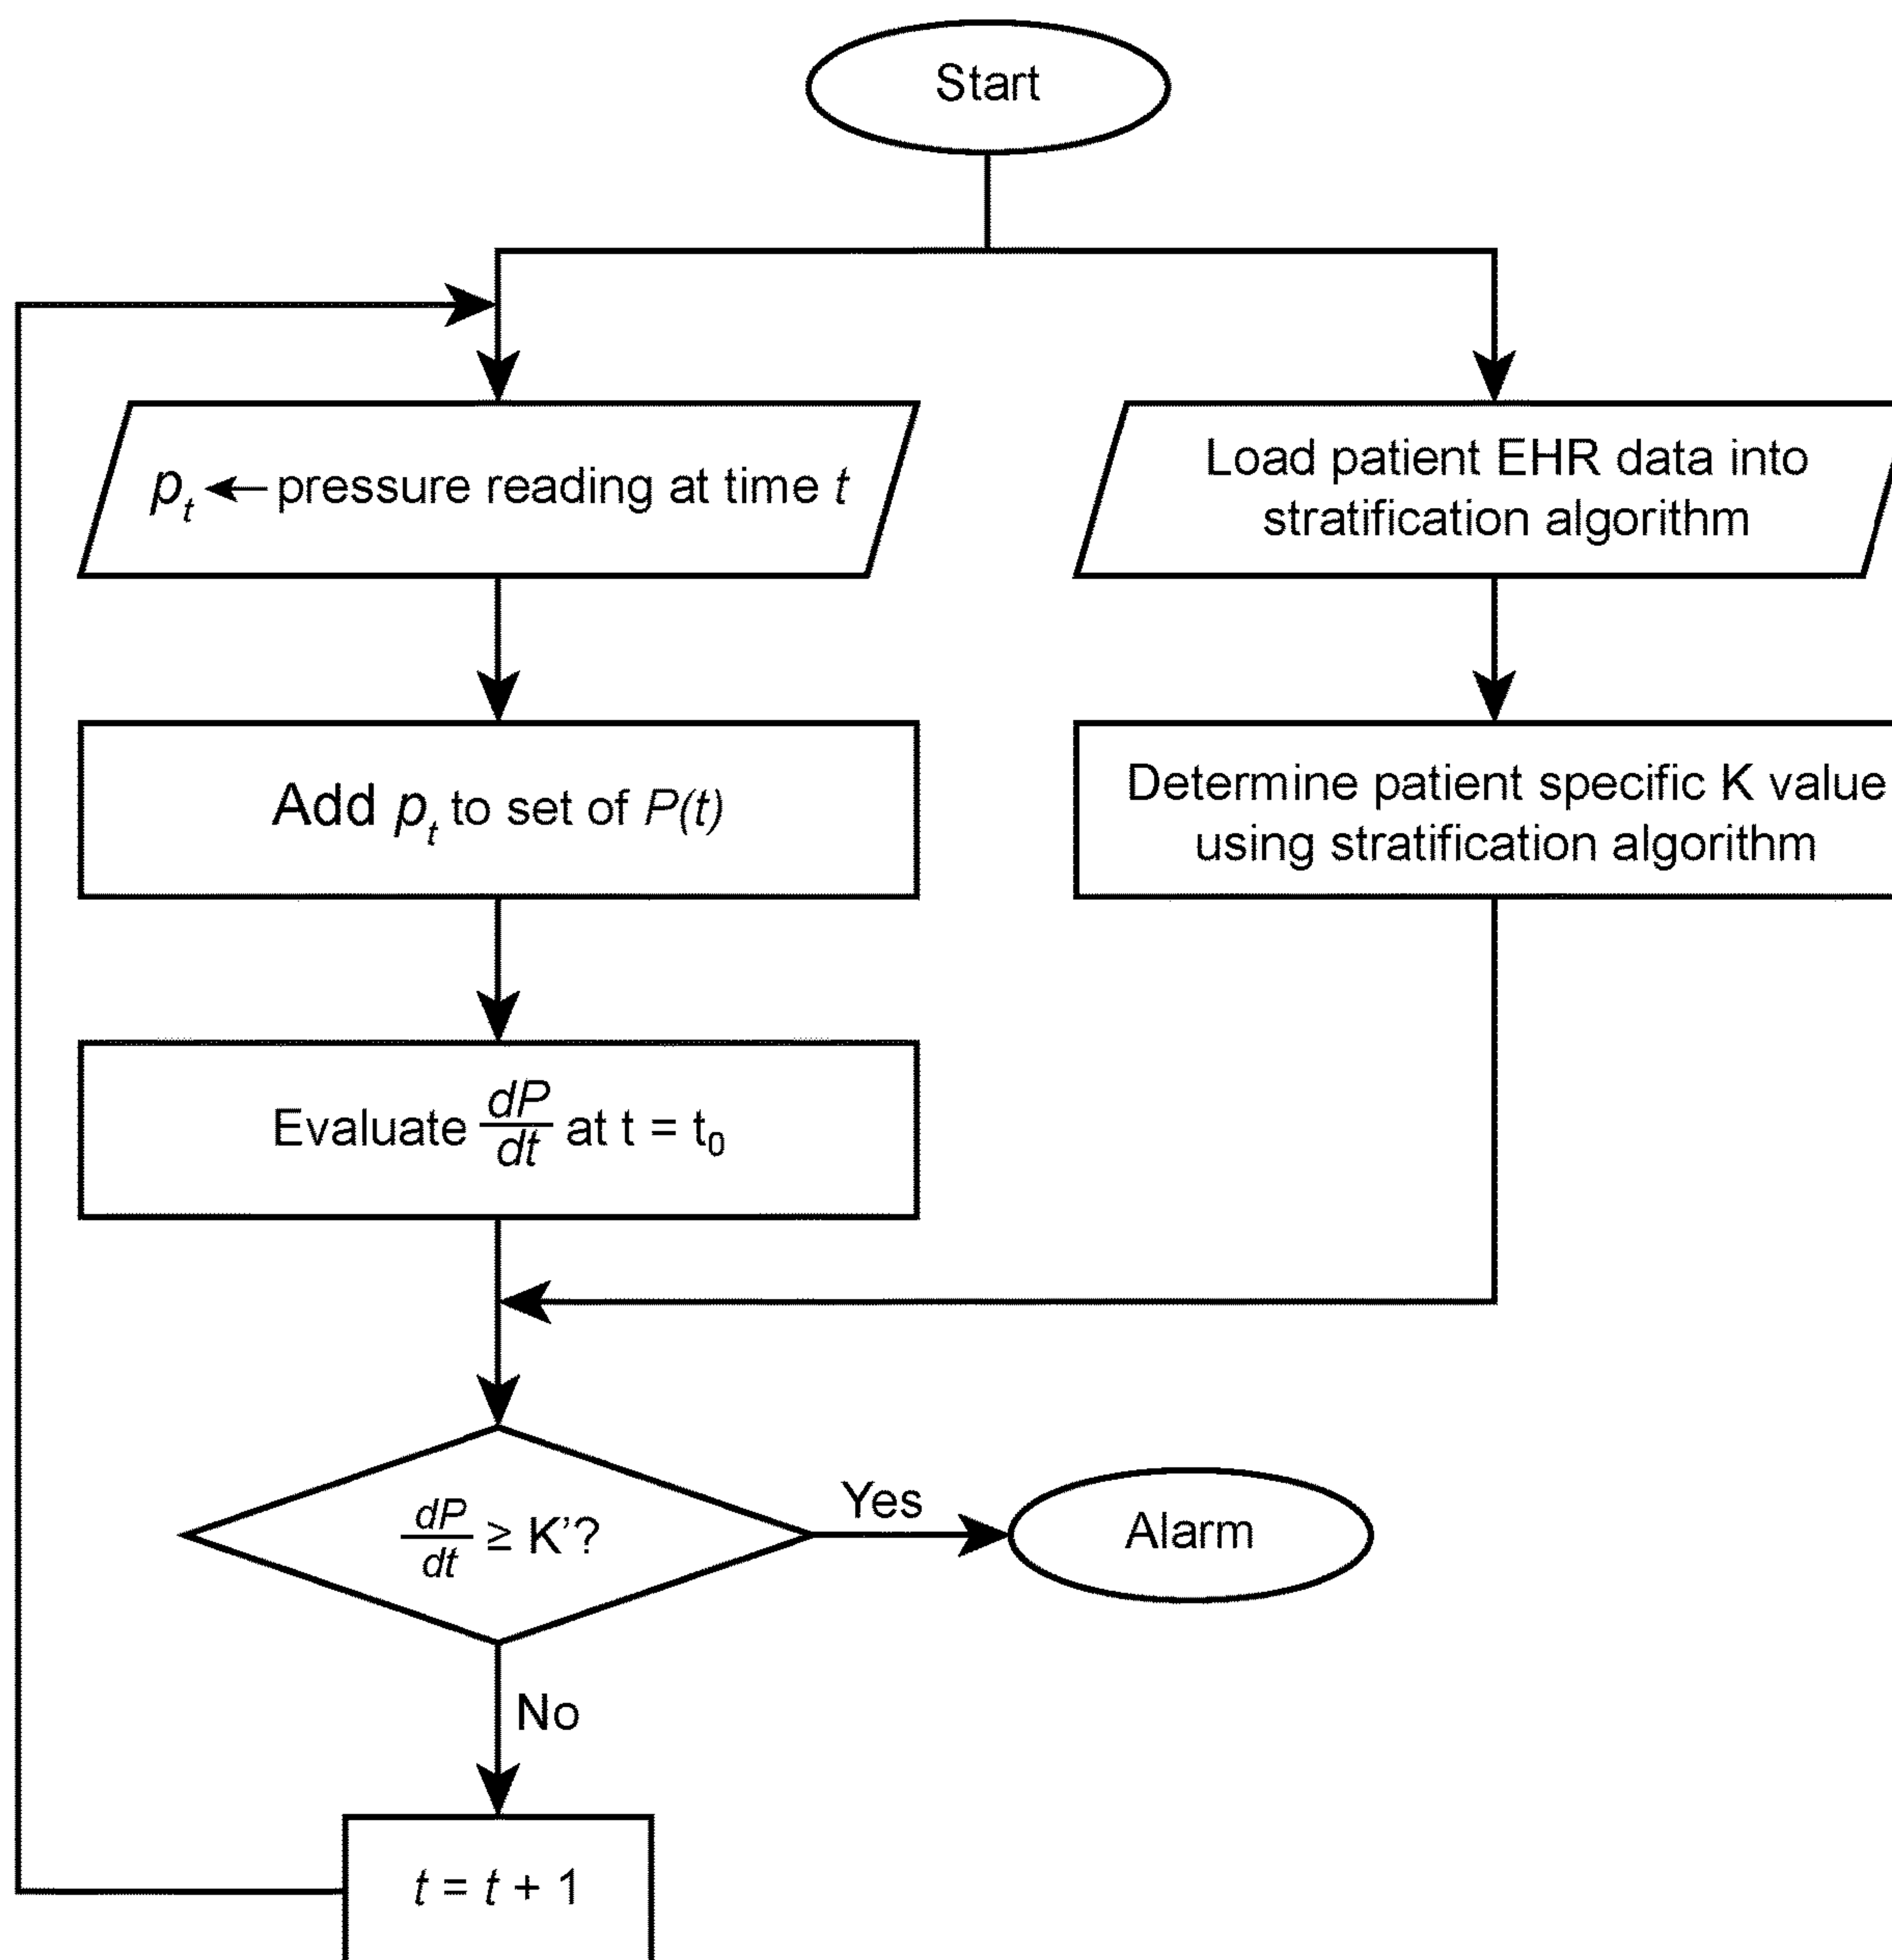 Start
pₜ ← pressure reading at time t
Load patient EHR data into
stratification algorithm
Add pₜ to set of P(t)
Determine patient specific K value
using stratification algorithm
Evaluate dP/dt at t = t₀
dP/dt ≥ K’?
Yes
Alarm
No
t = t + 1